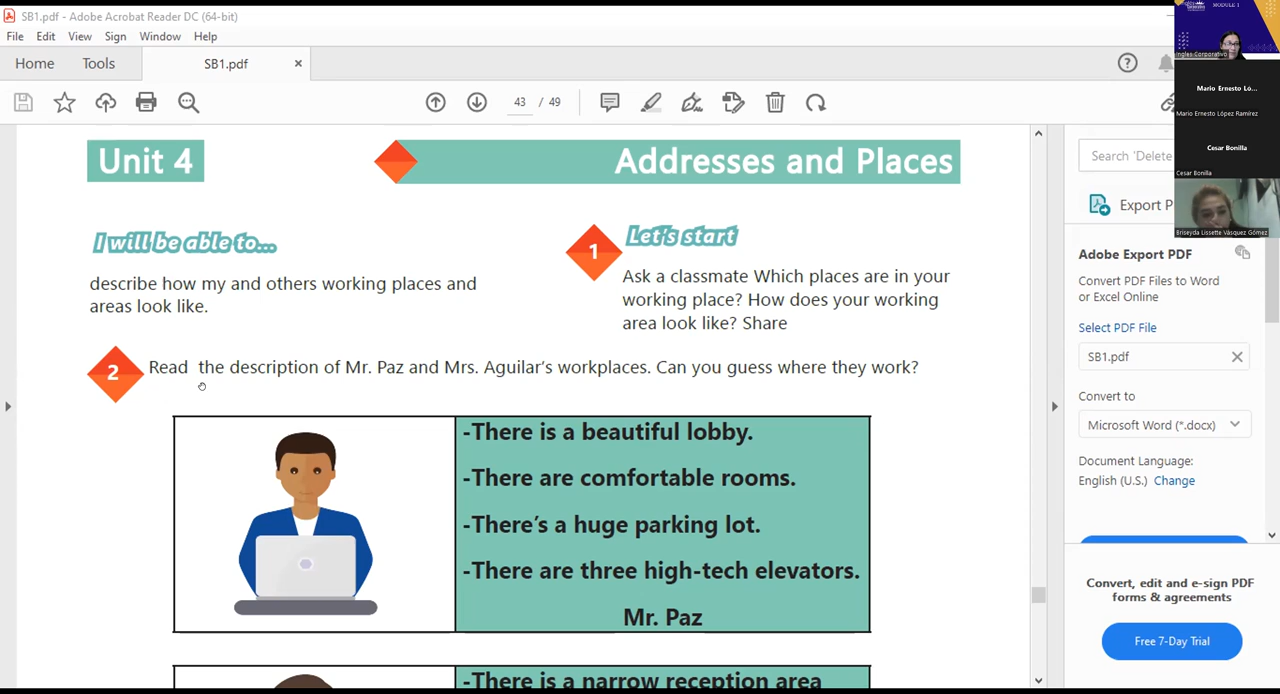 SB1.pdf - Adobe Acrobat Reader DC (64-bit)
File Edit View Sign Window Help
Home Tools SB1.pdf
43 / 49
Unit 4
Addresses and Places
I will be able to...
describe how my and others working places and
areas look like.
1
Let's start
Ask a classmate Which places are in your
working place? How does your working
area look like? Share
2
Read the description of Mr. Paz and Mrs. Aguilar's workplaces. Can you guess where they work?
-There is a beautiful lobby.
-There are comfortable rooms.
-There's a huge parking lot.
-There are three high-tech elevators.
Mr. Paz
-There is a narrow reception area
Search 'Delete
Export P
Adobe Export PDF
Convert PDF Files to Word
or Excel Online
Select PDF File
SB1.pdf
Convert to
Microsoft Word (*.docx)
Document Language:
English (U.S.) Change
Convert, edit and e-sign PDF
forms & agreements
Free 7-Day Trial
MODULE 1
Ingles Corporativo
Mario Ernesto Ló...
Mario Ernesto López Ramírez
Cesar Bonilla
Cesar Bonilla
Briseyda Lissette Vásquez Gómez